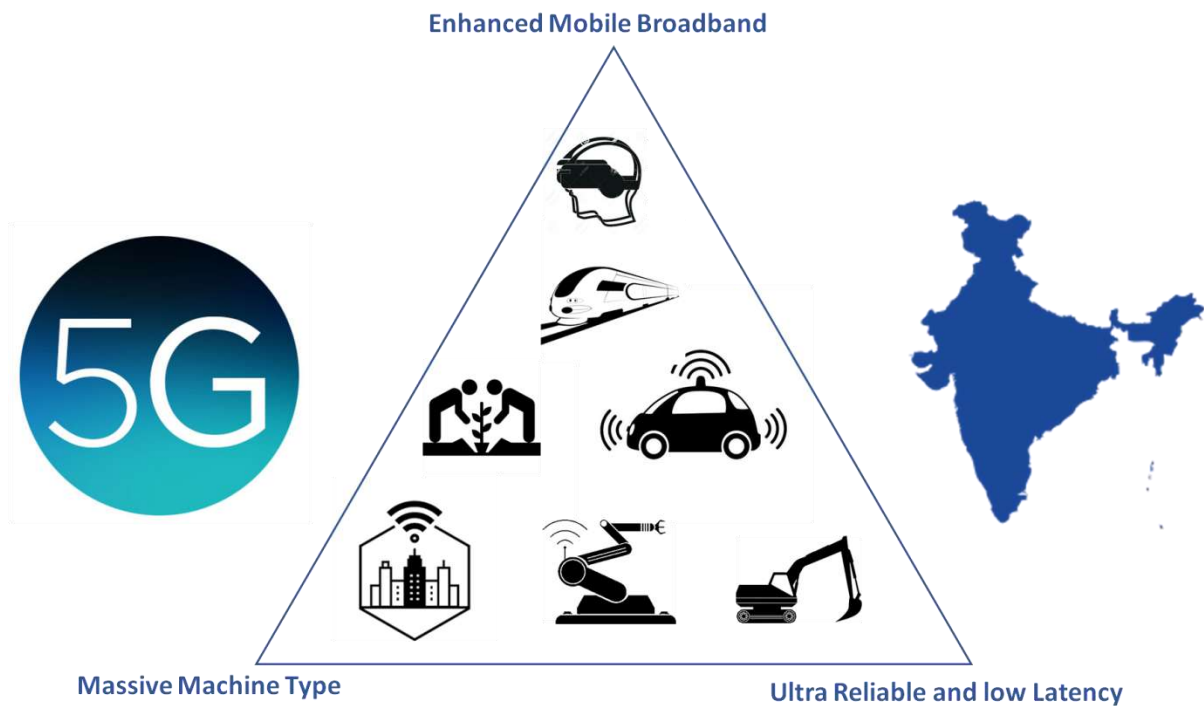 Enhanced Mobile Broadband
5G
Massive Machine Type
Ultra Reliable and low Latency